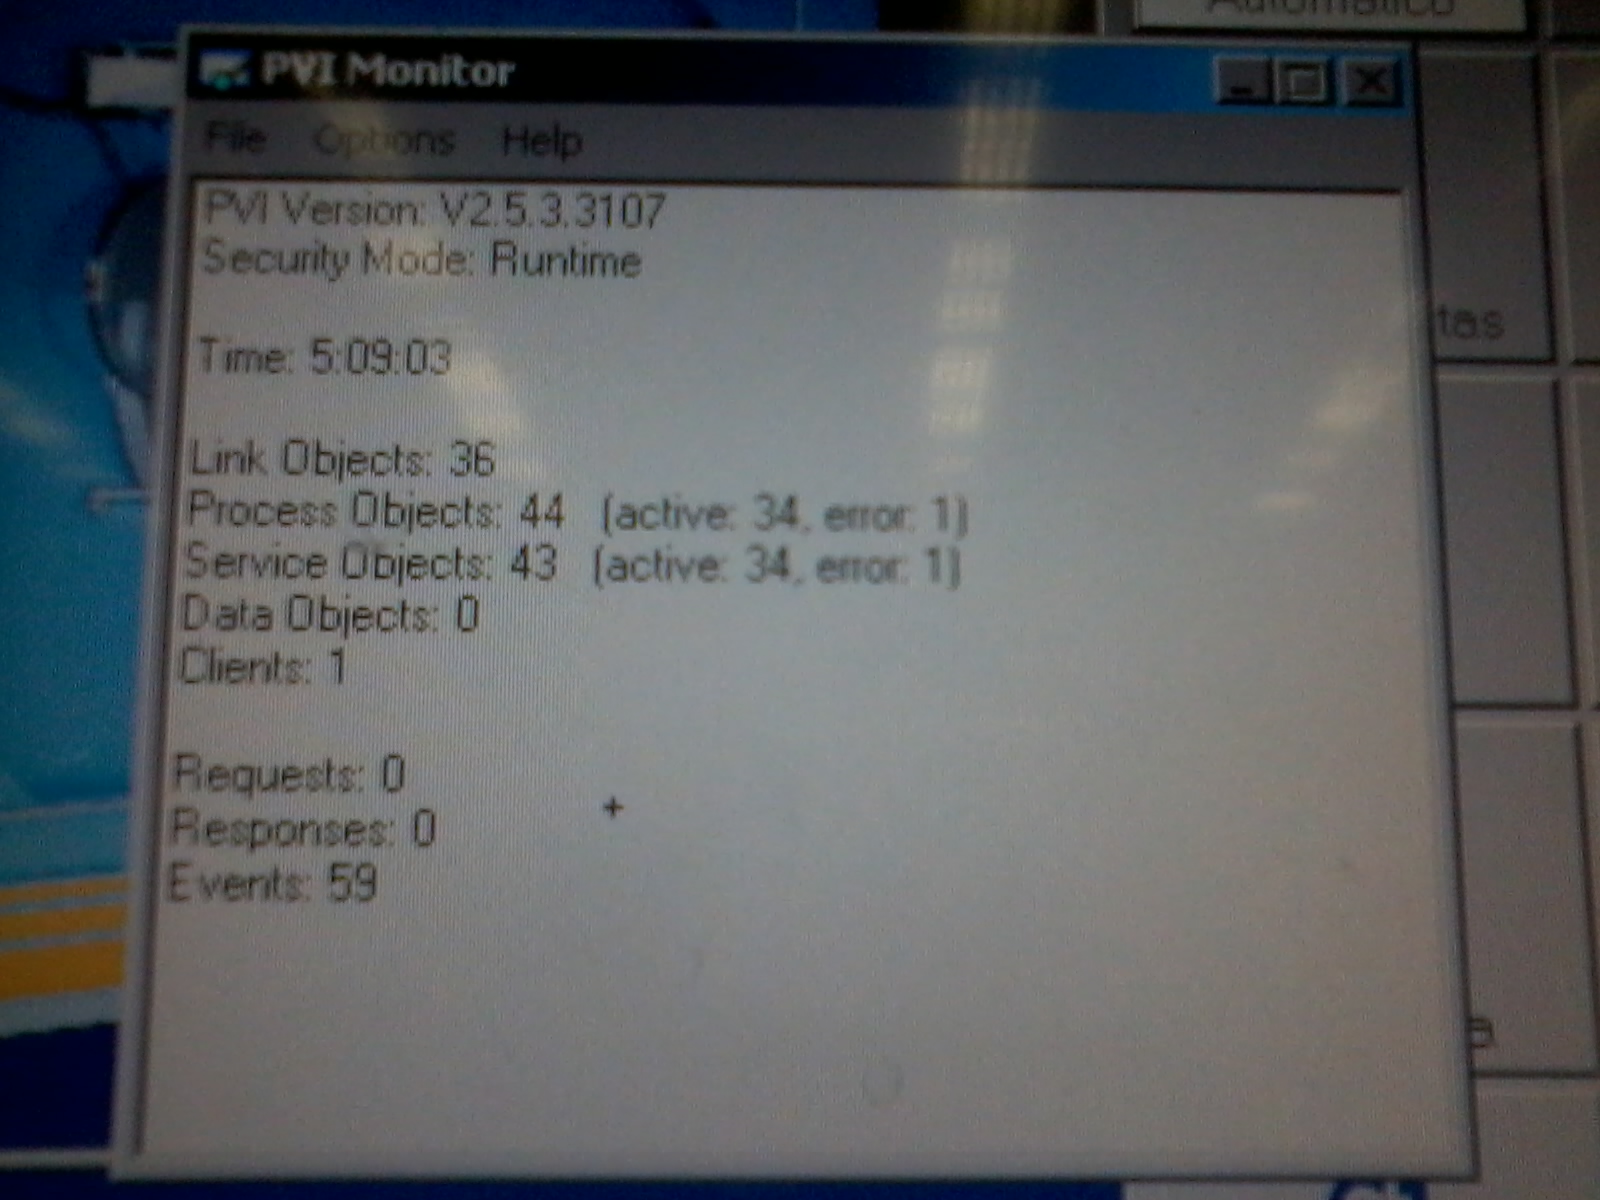 Automatico
PVI Monitor
File Options Help
PVI Version: V2.5.3.3107
Security Mode: Runtime
Time: 5:09:03
tas
Link Objects: 36
Process Objects: 44 (active: 34, error: 1)
Service Objects: 43 (active: 34, error: 1)
Data Objects: 0
Clients: 1
Requests: 0
Responses: 0
Events: 59
a